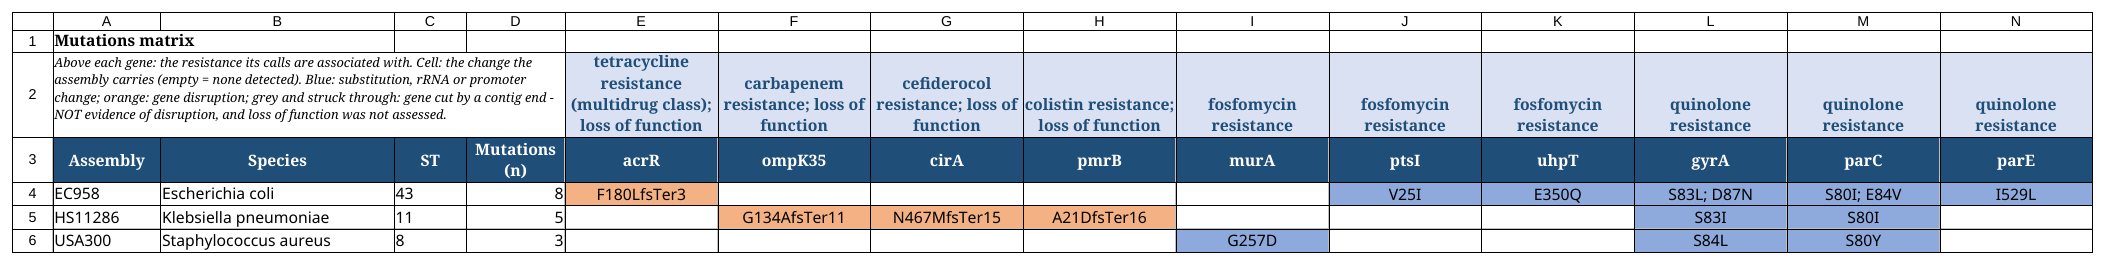 A B C D E F G H I J K L M N
1 Mutations matrix
2 Above each gene: the resistance its calls are associated with. Cell: the change the
assembly carries (empty = none detected). Blue: substitution, rRNA or promoter
change; orange: gene disruption; grey and struck through: gene cut by a contig end -
NOT evidence of disruption, and loss of function was not assessed.
tetracycline
resistance
(multidrug class);
loss of function
carbapenem
resistance; loss of
function
cefiderocol
resistance; loss of
function
colistin resistance;
loss of function
fosfomycin
resistance
fosfomycin
resistance
fosfomycin
resistance
quinolone
resistance
quinolone
resistance
quinolone
resistance
3 Assembly Species ST Mutations
(n) acrR ompK35 cirA pmrB murA ptsI uhpT gyrA parC parE
4 EC958 Escherichia coli 43 8 F180LfsTer3 V25I E350Q S83L; D87N S80I; E84V I529L
5 HS11286 Klebsiella pneumoniae 11 5 G134AfsTer11 N467MfsTer15 A21DfsTer16 S83I S80I
6 USA300 Staphylococcus aureus 8 3 G257D S84L S80Y